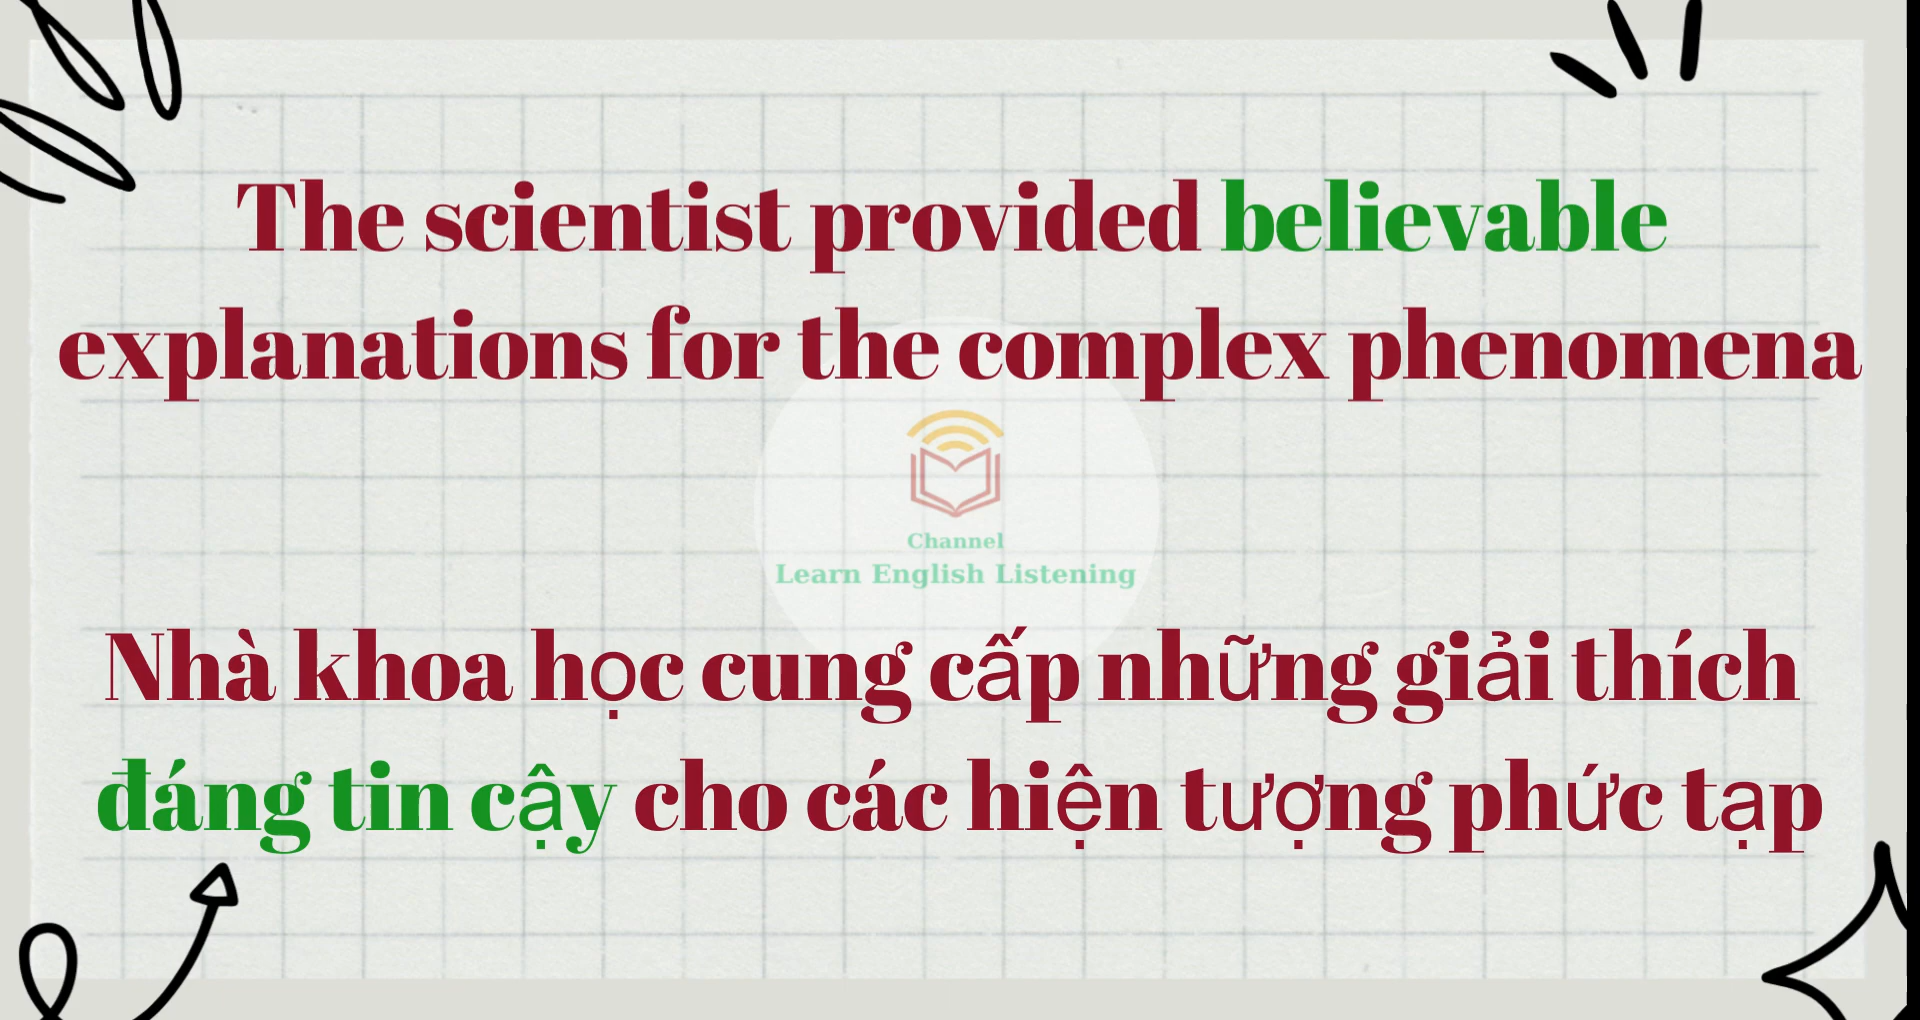 The scientist provided believable
explanations for the complex phenomena
Channel
Learn English Listening
Nhà khoa học cung cấp những giải thích
đáng tin cậy cho các hiện tượng phức tạp